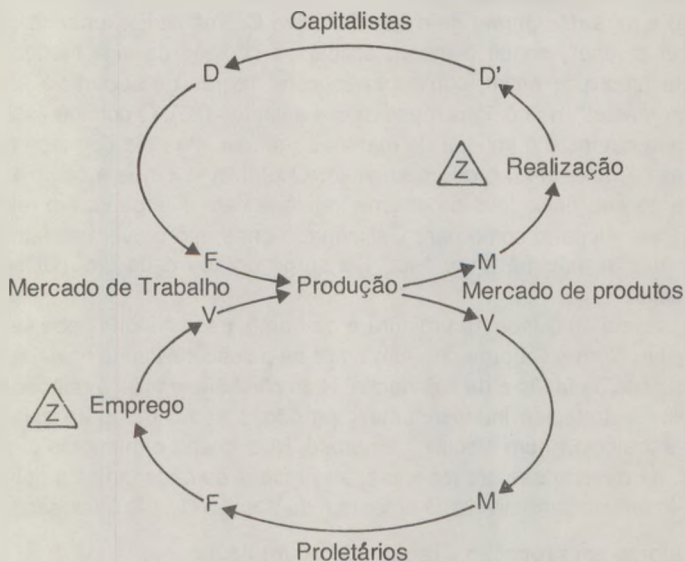 Capitalistas
D D'
Z Realização
F M
Mercado de Trabalho Produção Mercado de produtos
V V
Z Emprego
F M
Proletários